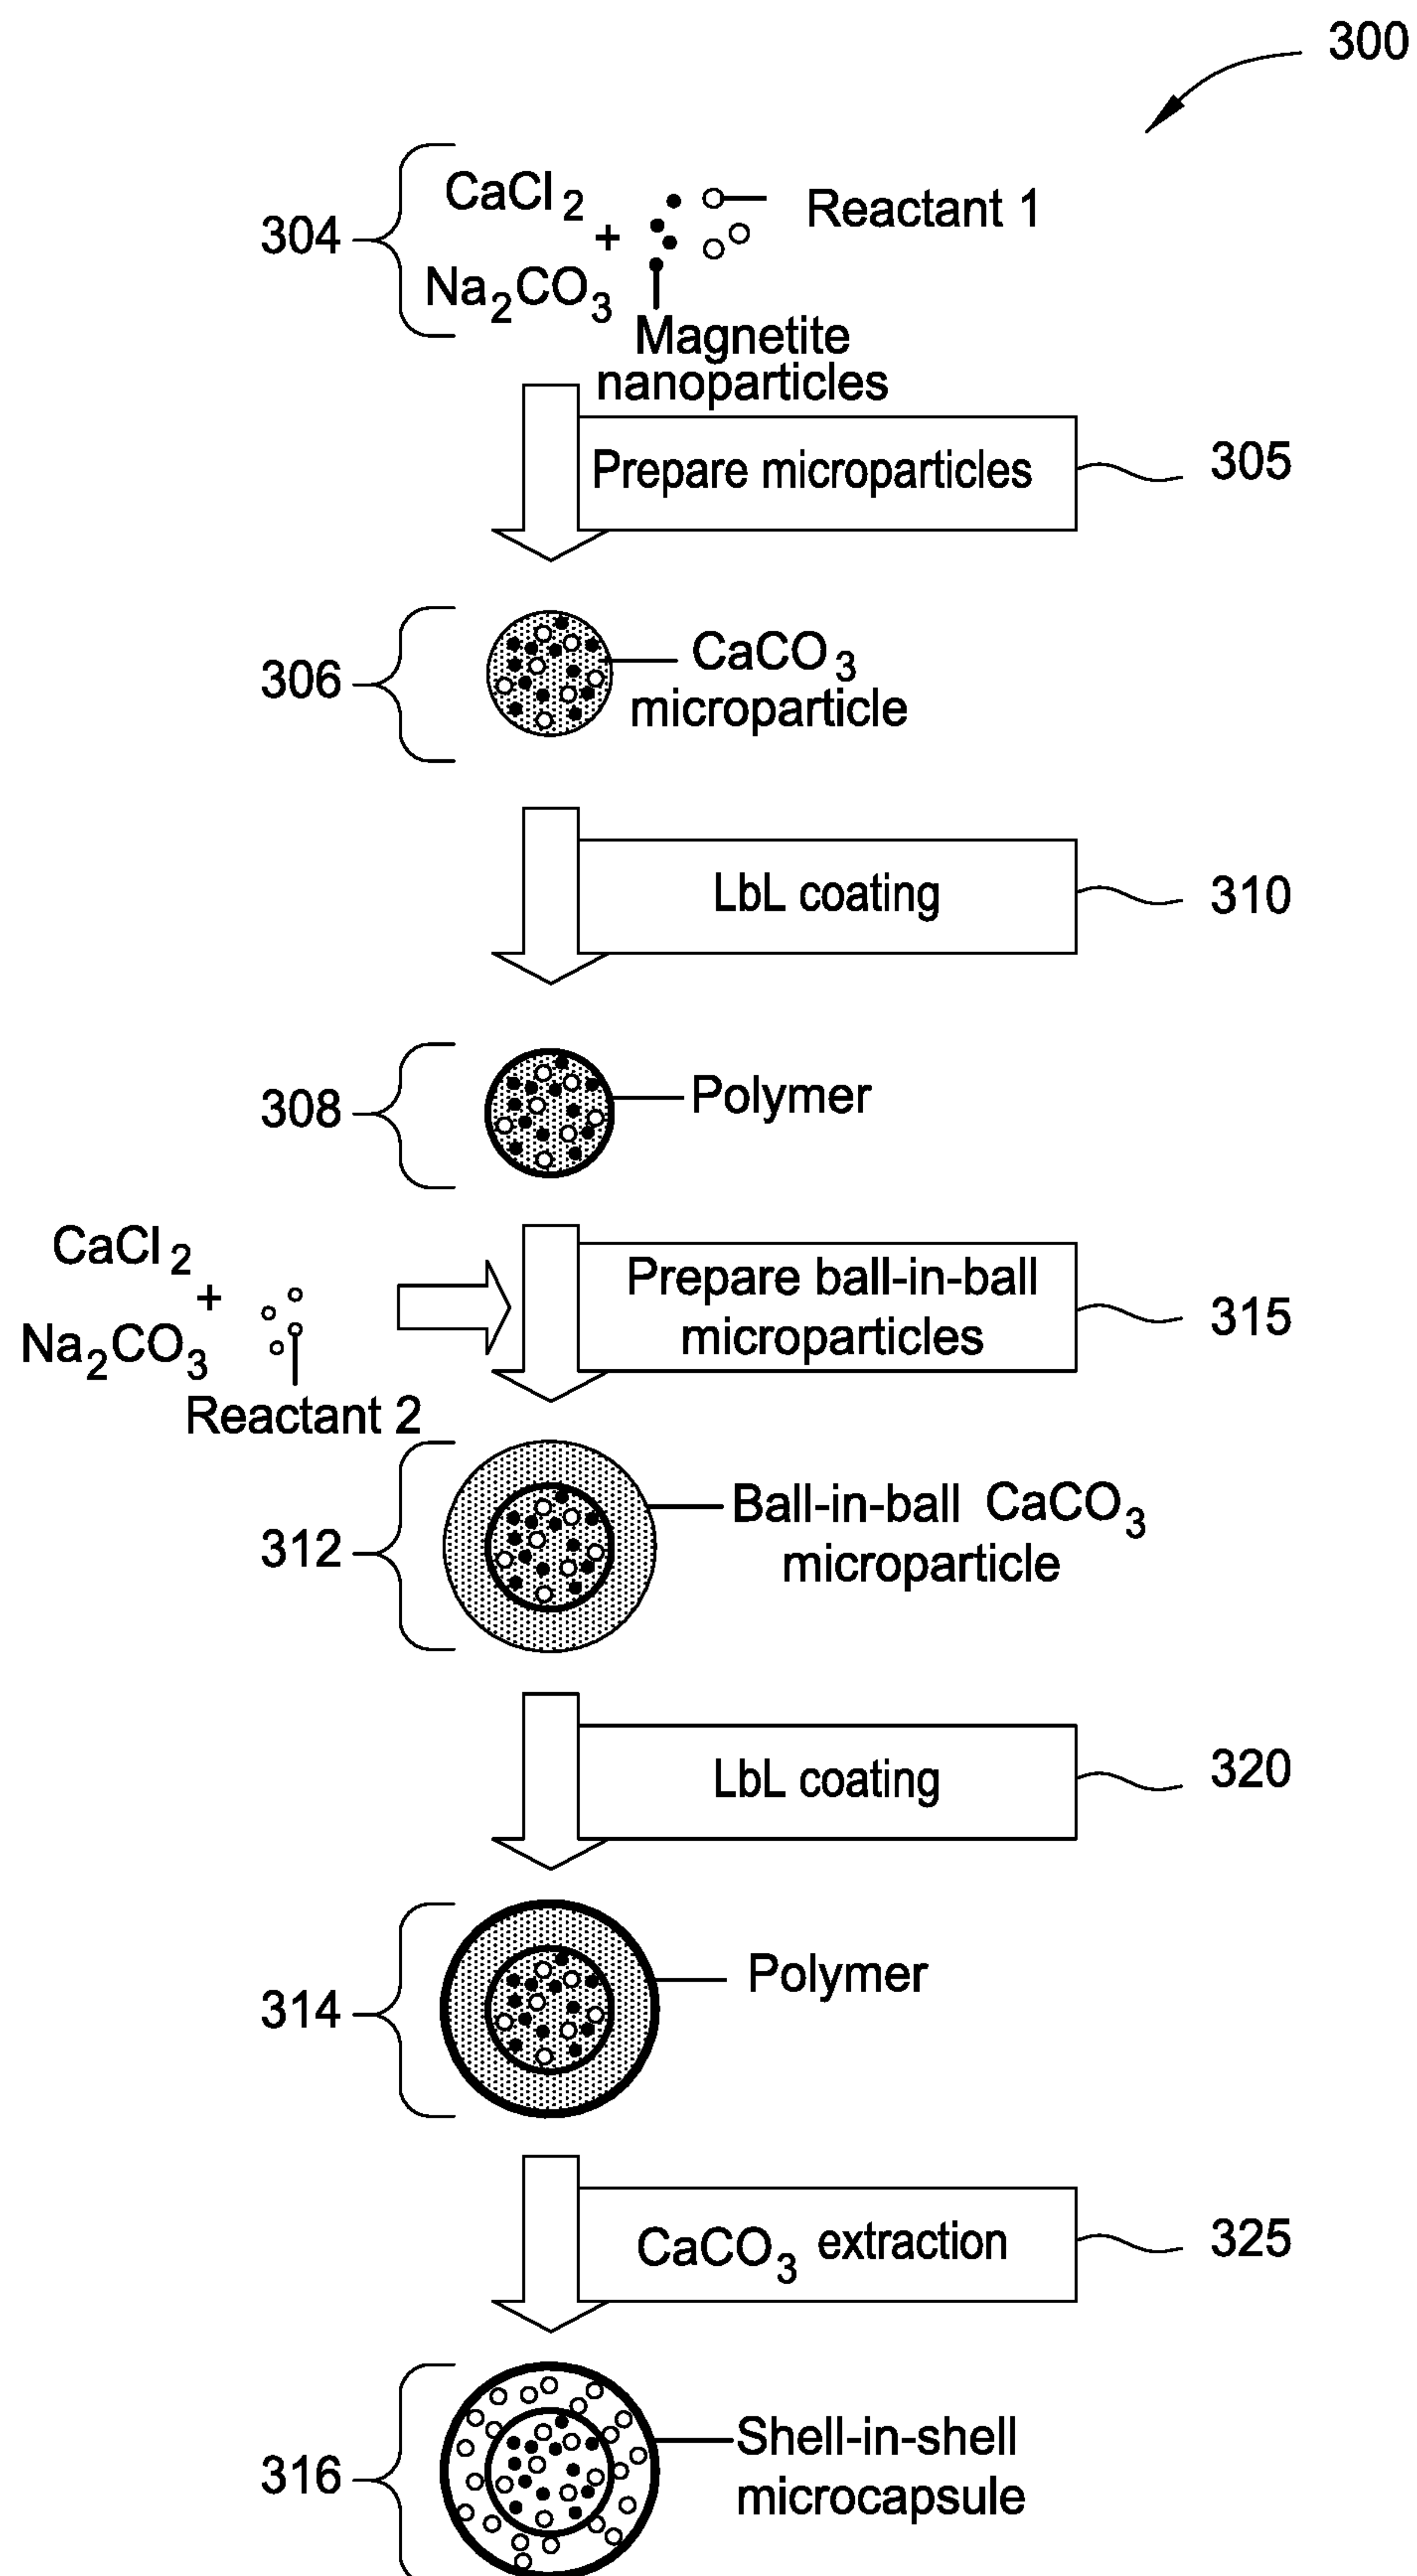 300
304
CaCl2
+
Na2CO3
Reactant 1
Magnetite
nanoparticles
Prepare microparticles
305
306
CaCO3
microparticle
LbL coating
310
308
Polymer
CaCl2
+
Na2CO3
Reactant 2
Prepare ball-in-ball
microparticles
315
312
Ball-in-ball CaCO3
microparticle
LbL coating
320
314
Polymer
CaCO3 extraction
325
316
Shell-in-shell
microcapsule